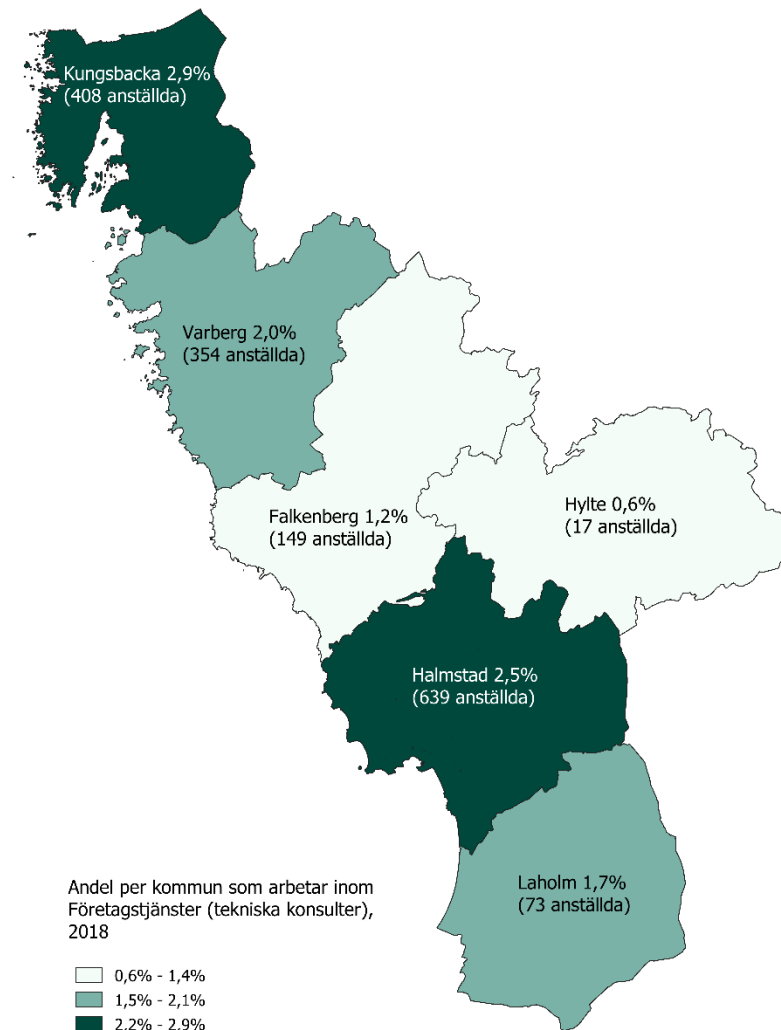 Kungsbacka 2,9%
(408 anställda)
Varberg 2,0%
(354 anställda)
Falkenberg 1,2%
(149 anställda)
Hylte 0,6%
(17 anställda)
Halmstad 2,5%
(639 anställda)
Laholm 1,7%
(73 anställda)
Andel per kommun som arbetar inom
Företagstjänster (tekniska konsulter),
2018
0,6% - 1,4%
1,5% - 2,1%
2,2% - 2,9%